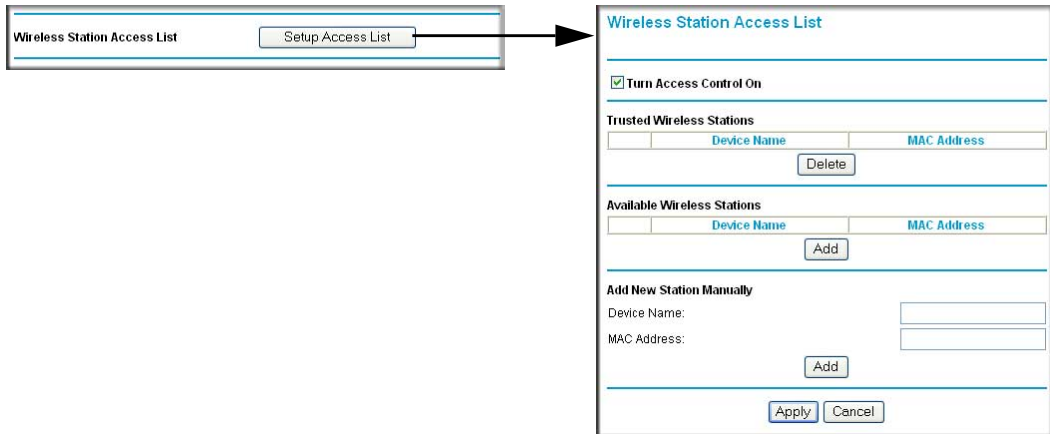 Wireless Station Access List Setup Access List
Wireless Station Access List
Turn Access Control On
Trusted Wireless Stations
Device Name MAC Address
Delete
Available Wireless Stations
Device Name MAC Address
Add
Add New Station Manually
Device Name:
MAC Address:
Add
Apply Cancel